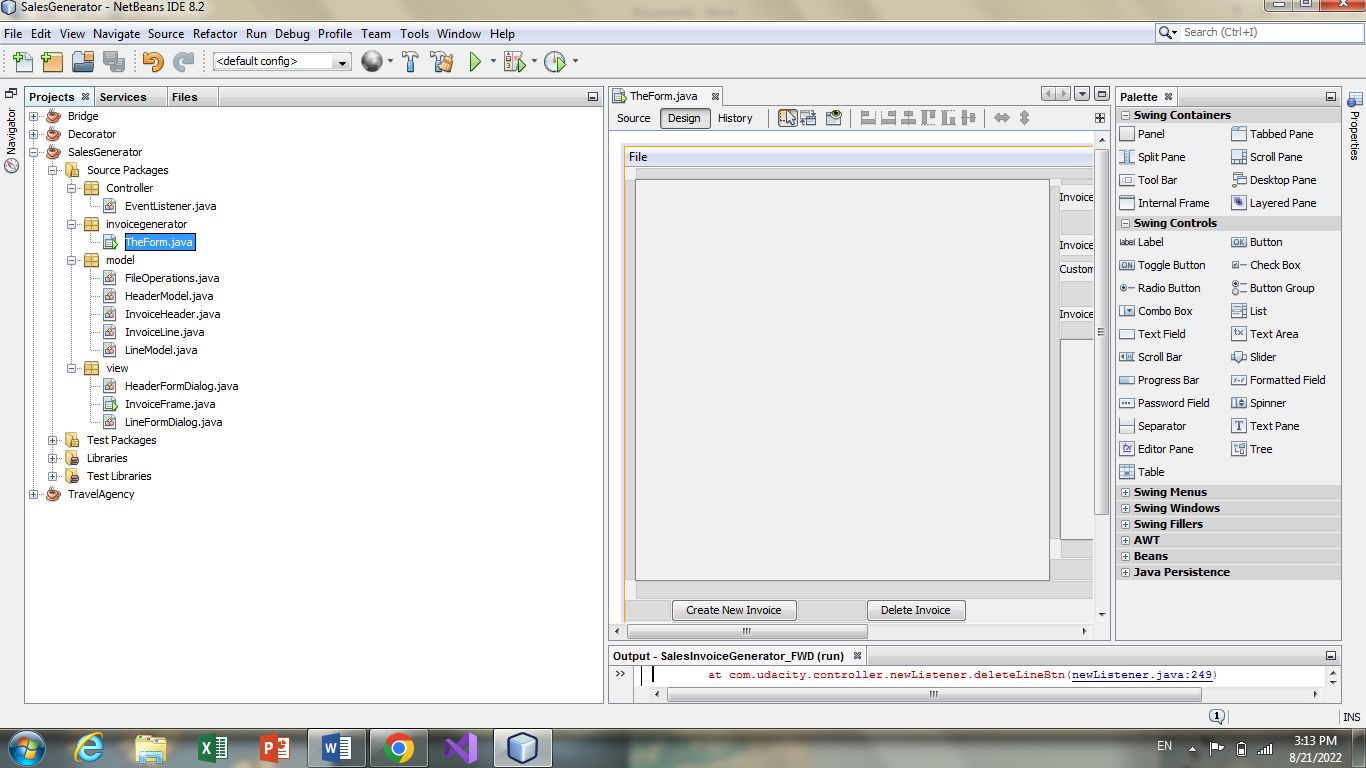 SalesGenerator - NetBeans IDE 8.2
File Edit View Navigate Source Refactor Run Debug Profile Team Tools Window Help
Search (Ctrl+I)
<default config>
Navigator
Projects Services Files
Bridge
Decorator
SalesGenerator
Source Packages
Controller
EventListener.java
invoicegenerator
TheForm.java
model
FileOperations.java
HeaderModel.java
InvoiceHeader.java
InvoiceLine.java
LineModel.java
view
HeaderFormDialog.java
InvoiceFrame.java
LineFormDialog.java
Test Packages
Libraries
Test Libraries
TravelAgency
TheForm.java
Source Design History
File
Invoice
Invoice
Custom
Invoice
Create New Invoice Delete Invoice
Palette
Swing Containers
Panel Tabbed Pane
Split Pane Scroll Pane
Tool Bar Desktop Pane
Internal Frame Layered Pane
Swing Controls
label Label OK Button
ON Toggle Button Check Box
Radio Button Button Group
Combo Box List
Text Field Text Area
Scroll Bar Slider
Progress Bar Formatted Field
Password Field Spinner
Separator Text Pane
Editor Pane Tree
Table
Swing Menus
Swing Windows
Swing Fillers
AWT
Beans
Java Persistence
Properties
Output - SalesInvoiceGenerator_FWD (run)
at com.udacity.controller.newListener.deleteLineBtn(newListener.java:249)
1 INS
EN 3:13 PM
8/21/2022